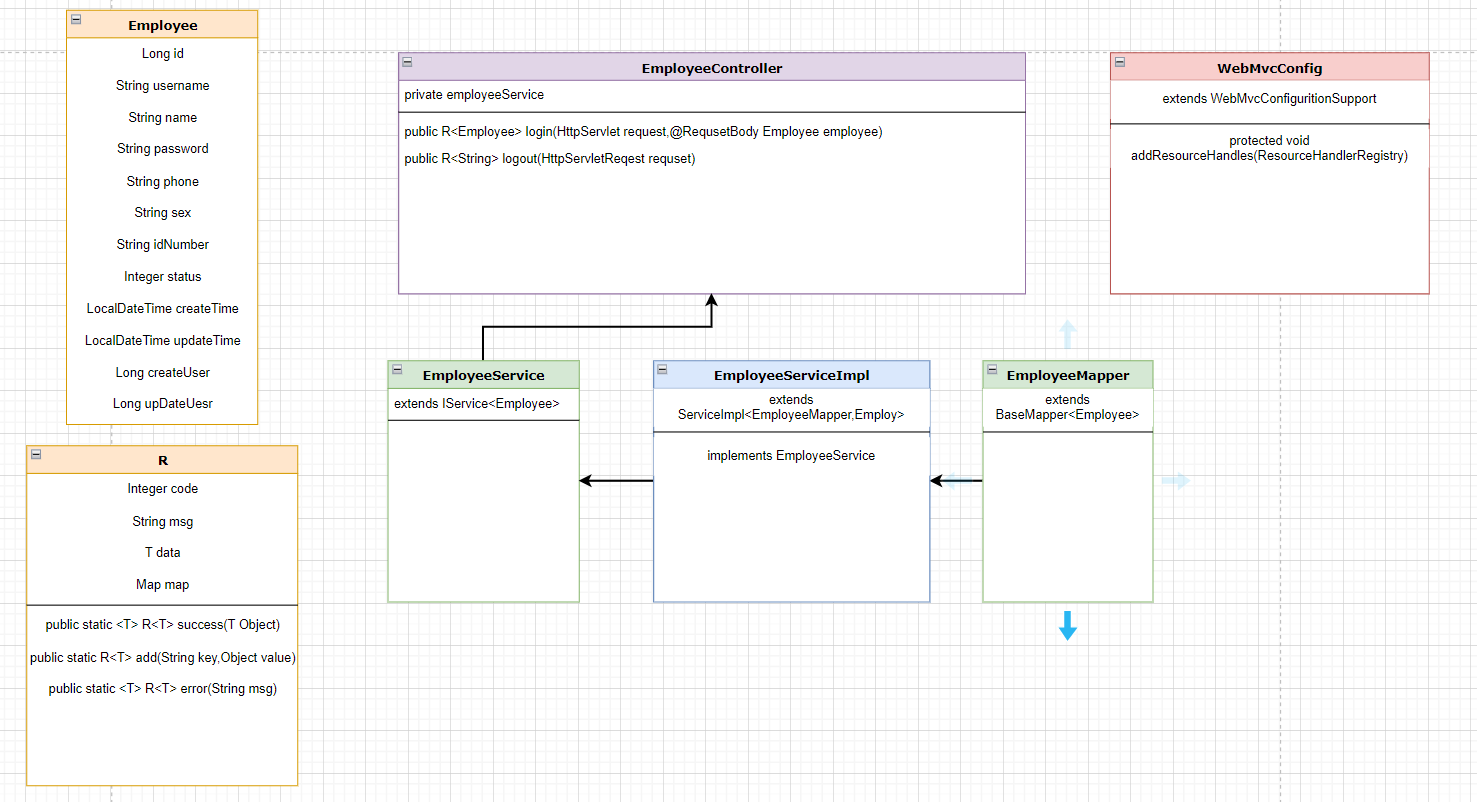 Employee
Long id
String username
String name
String password
String phone
String sex
String idNumber
Integer status
LocalDateTime createTime
LocalDateTime updateTime
Long createUser
Long upDateUesr
R
Integer code
String msg
T data
Map map
public static <T> R<T> success(T Object)
public static R<T> add(String key,Object value)
public static <T> R<T> error(String msg)
EmployeeController
private employeeService
public R<Employee> login(HttpServlet request,@RequsetBody Employee employee)
public R<String> logout(HttpServletReqest requset)
WebMvcConfig
extends WebMvcConfiguritionSupport
protected void
addResourceHandles(ResourceHandlerRegistry)
EmployeeService
extends IService<Employee>
EmployeeServiceImpl
extends
ServiceImpl<EmployeeMapper,Employ>
implements EmployeeService
EmployeeMapper
extends
BaseMapper<Employee>